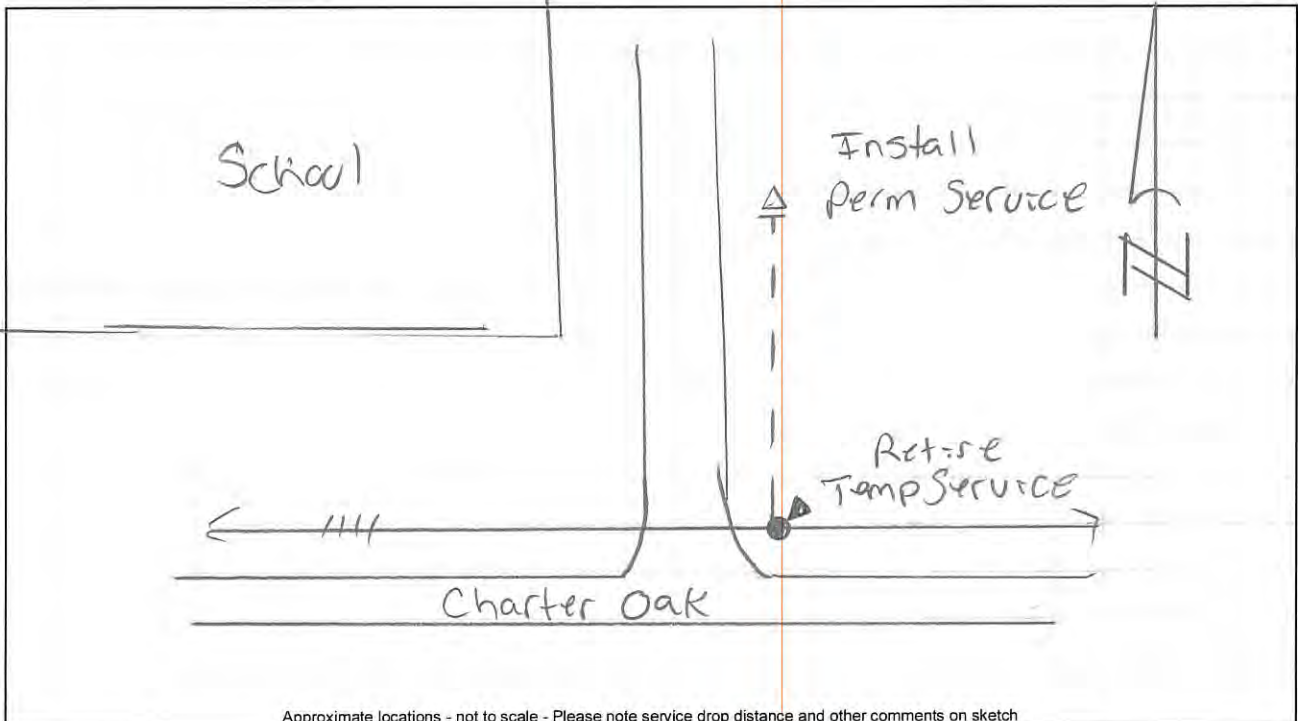 School
Install
Perm Service
N
Retire
Temp Service
Charter Oak
Approximate locations - not to scale - Please note service drop distance and other comments on sketch